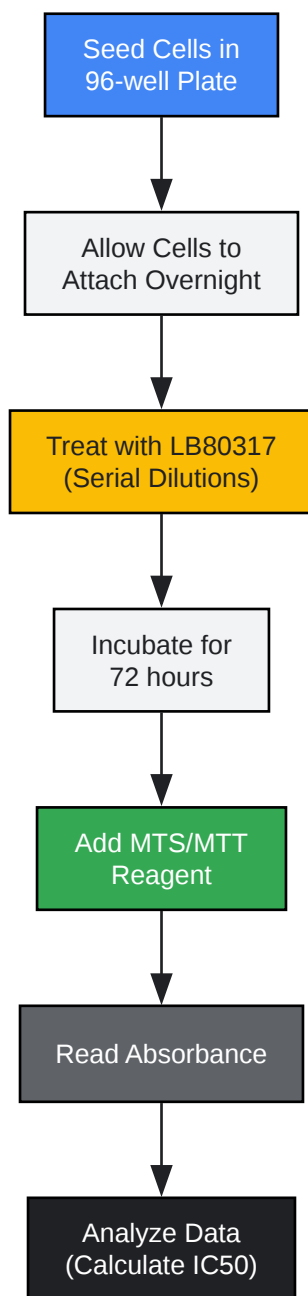 Seed Cells in
96-well Plate
Allow Cells to
Attach Overnight
Treat with LB80317
(Serial Dilutions)
Incubate for
72 hours
Add MTS/MTT
Reagent
Read Absorbance
Analyze Data
(Calculate IC50)